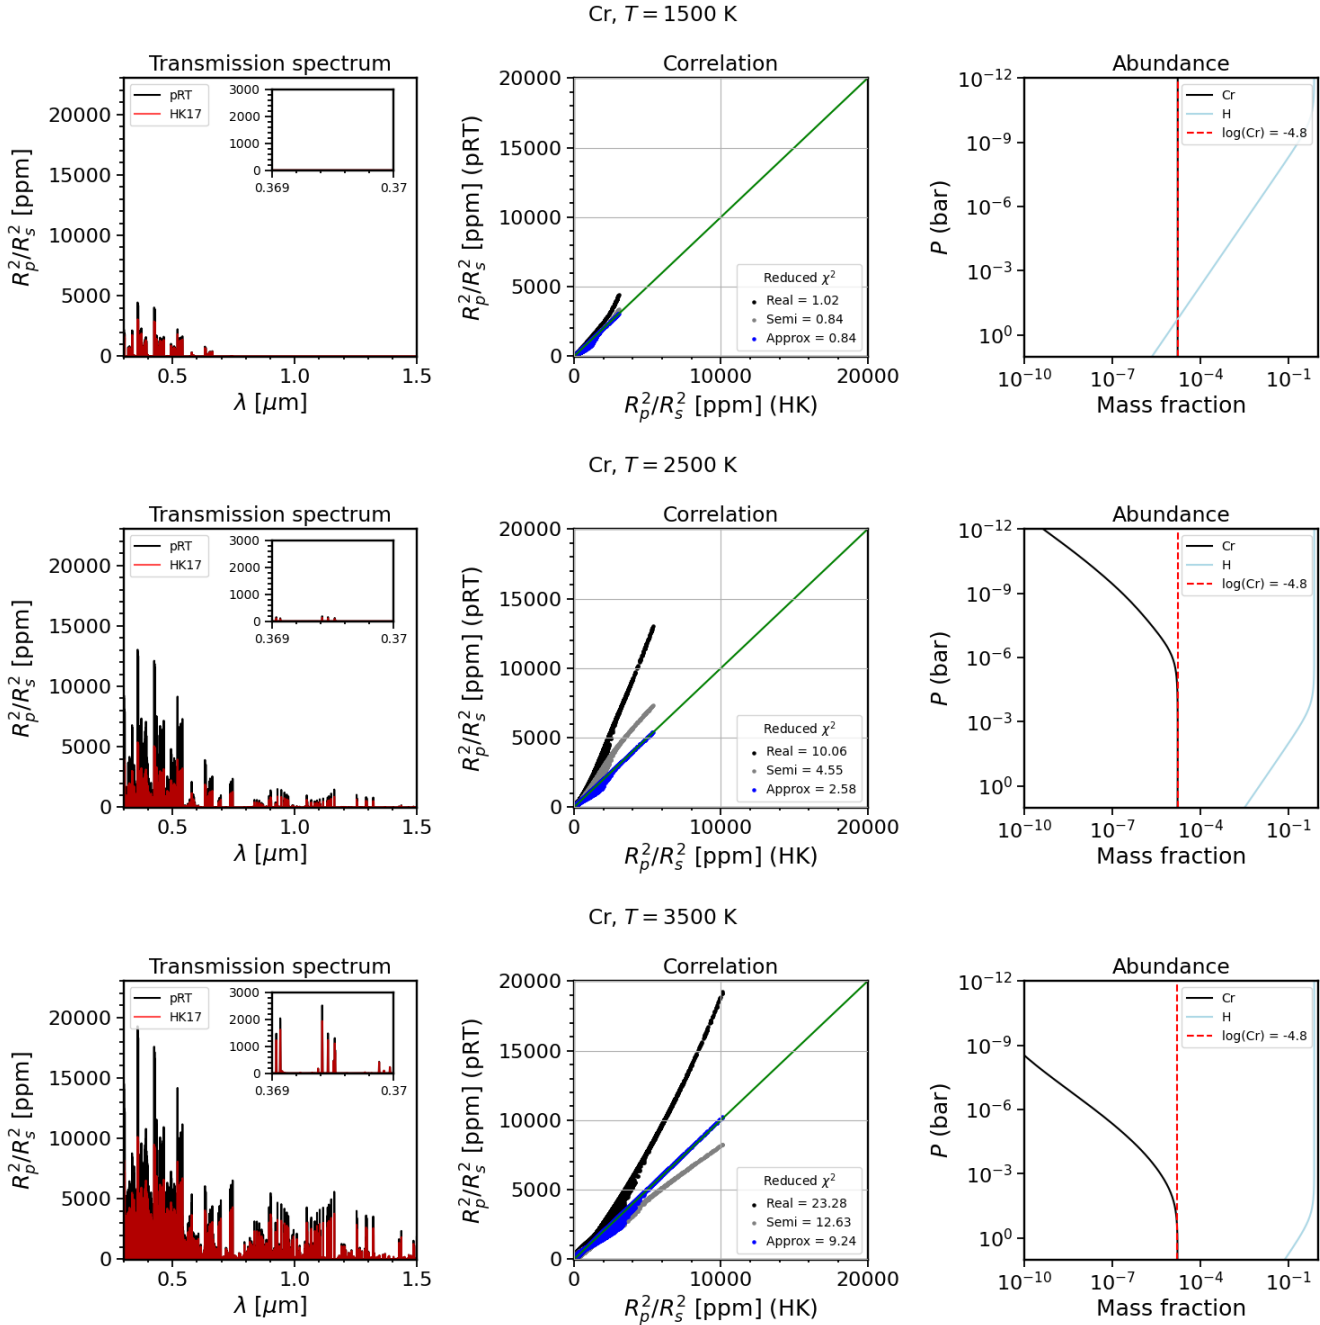 Cr, T = 1500 K
Transmission spectrum
pRT
HK17
3000
2000
1000
0
0.369 0.37
20000
15000
10000
5000
0
R_p^2/R_s^2 [ppm]
0.5 1.0 1.5
λ [μm]
Correlation
20000
15000
10000
5000
0
R_p^2/R_s^2 [ppm] (pRT)
Reduced χ^2
Real = 1.02
Semi = 0.84
Approx = 0.84
0 10000 20000
R_p^2/R_s^2 [ppm] (HK)
Abundance
10^-12
10^-9
10^-6
10^-3
10^0
P (bar)
Cr
H
log(Cr) = -4.8
10^-10 10^-7 10^-4 10^-1
Mass fraction
Cr, T = 2500 K
Transmission spectrum
pRT
HK17
3000
2000
1000
0
0.369 0.37
20000
15000
10000
5000
0
R_p^2/R_s^2 [ppm]
0.5 1.0 1.5
λ [μm]
Correlation
20000
15000
10000
5000
0
R_p^2/R_s^2 [ppm] (pRT)
Reduced χ^2
Real = 10.06
Semi = 4.55
Approx = 2.58
0 10000 20000
R_p^2/R_s^2 [ppm] (HK)
Abundance
10^-12
10^-9
10^-6
10^-3
10^0
P (bar)
Cr
H
log(Cr) = -4.8
10^-10 10^-7 10^-4 10^-1
Mass fraction
Cr, T = 3500 K
Transmission spectrum
pRT
HK17
3000
2000
1000
0
0.369 0.37
20000
15000
10000
5000
0
R_p^2/R_s^2 [ppm]
0.5 1.0 1.5
λ [μm]
Correlation
20000
15000
10000
5000
0
R_p^2/R_s^2 [ppm] (pRT)
Reduced χ^2
Real = 23.28
Semi = 12.63
Approx = 9.24
0 10000 20000
R_p^2/R_s^2 [ppm] (HK)
Abundance
10^-12
10^-9
10^-6
10^-3
10^0
P (bar)
Cr
H
log(Cr) = -4.8
10^-10 10^-7 10^-4 10^-1
Mass fraction